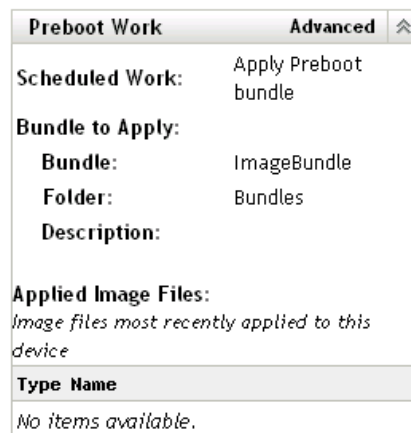 Preboot Work Advanced
Scheduled Work: Apply Preboot
bundle
Bundle to Apply:
Bundle: ImageBundle
Folder: Bundles
Description:
Applied Image Files:
Image files most recently applied to this
device
Type Name
No items available.